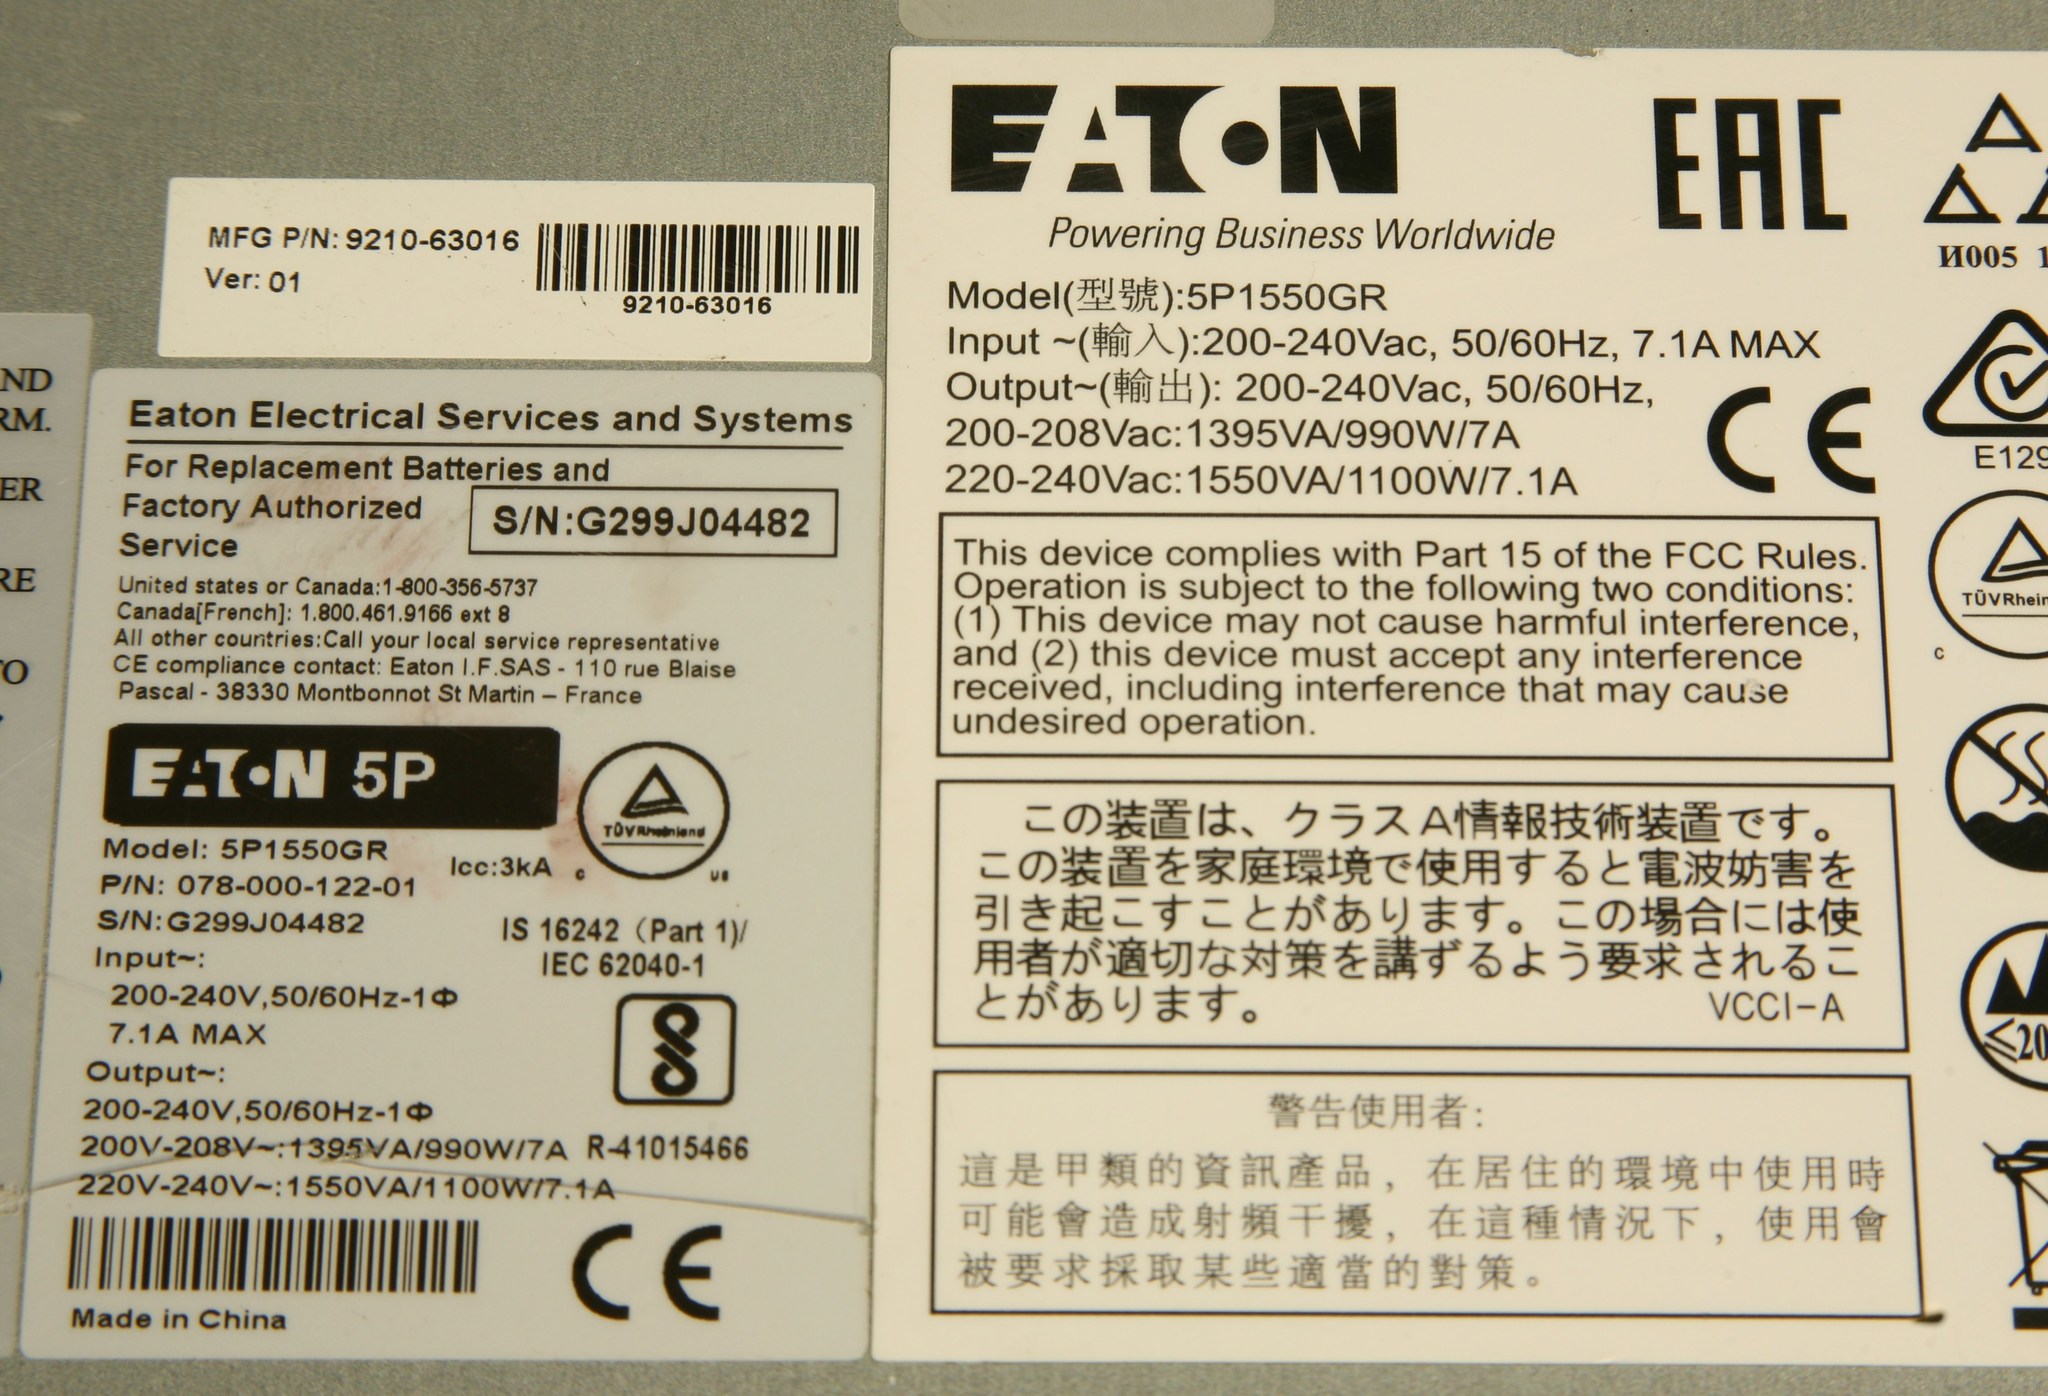 MFG P/N: 9210-63016
Ver: 01
9210-63016
ND
RM.
ER
RE
TO
Eaton Electrical Services and Systems
For Replacement Batteries and
Factory Authorized
Service
S/N:G299J04482
United states or Canada:1-800-356-5737
Canada[French]: 1.800.461.9166 ext 8
All other countries:Call your local service representative
CE compliance contact: Eaton I.F.SAS - 110 rue Blaise
Pascal - 38330 Montbonnot St Martin – France
EATON 5P
TÜVRheinland
c us
Model: 5P1550GR
Icc:3kA
P/N: 078-000-122-01
S/N:G299J04482
IS 16242（Part 1)/
IEC 62040-1
Input~:
200-240V,50/60Hz-1Φ
7.1A MAX
Output~:
200-240V,50/60Hz-1Φ
200V-208V~:1395VA/990W/7A
R-41015466
220V-240V~:1550VA/1100W/7.1A
CE
Made in China
EATON
Powering Business Worldwide
EAC
И005 1
Model(型號):5P1550GR
Input ~(輸入):200-240Vac, 50/60Hz, 7.1A MAX
Output~(輸出): 200-240Vac, 50/60Hz,
200-208Vac:1395VA/990W/7A
220-240Vac:1550VA/1100W/7.1A
CE
E129
TÜVRhein
c
≤20
This device complies with Part 15 of the FCC Rules.
Operation is subject to the following two conditions:
(1) This device may not cause harmful interference,
and (2) this device must accept any interference
received, including interference that may cause
undesired operation.
この装置は、クラスA情報技術装置です。
この装置を家庭環境で使用すると電波妨害を
引き起こすことがあります。この場合には使
用者が適切な対策を講ずるよう要求されるこ
とがあります。 VCCI-A
警告使用者:
這是甲類的資訊產品，在居住的環境中使用時
可能會造成射頻干擾，在這種情況下，使用會
被要求採取某些適當的對策。